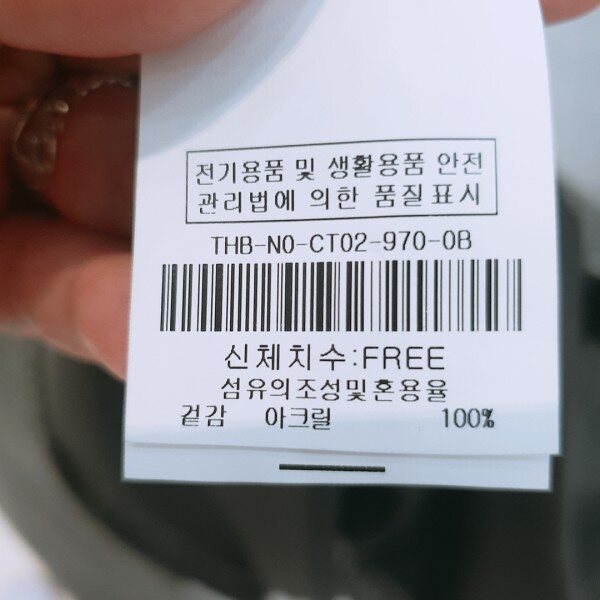 전기용품 및 생활용품 안전
관리법에 의한 품질표시
THB-N0-CT02-970-0B
신체치수:FREE
섬유의조성및혼용율
겉감 아크릴 100%